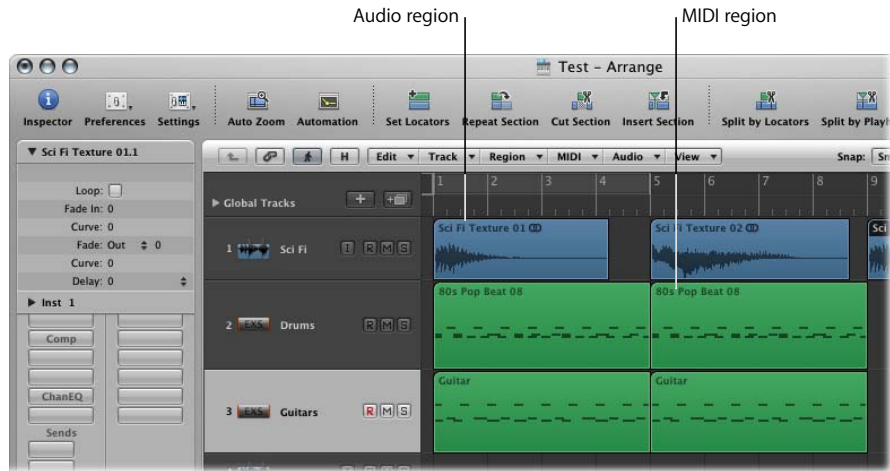 Audio region
MIDI region
Test – Arrange
Inspector Preferences Settings Auto Zoom Automation Set Locators Repeat Section Cut Section Insert Section Split by Locators Split by Playh
Sci Fi Texture 01.1
H Edit Track Region MIDI Audio View Snap: Sn
Loop:
Fade In: 0
Curve: 0
Fade: Out 0
Curve: 0
Delay: 0
Inst 1
Comp
ChanEQ
Sends
1 2 3 4 5 6 7 8 9
Global Tracks
1 Sci Fi I R M S
Sci Fi Texture 01
Sci Fi Texture 02
Sci
2 EXS Drums R M S
80s Pop Beat 08
80s Pop Beat 08
3 EXS Guitars R M S
Guitar
Guitar